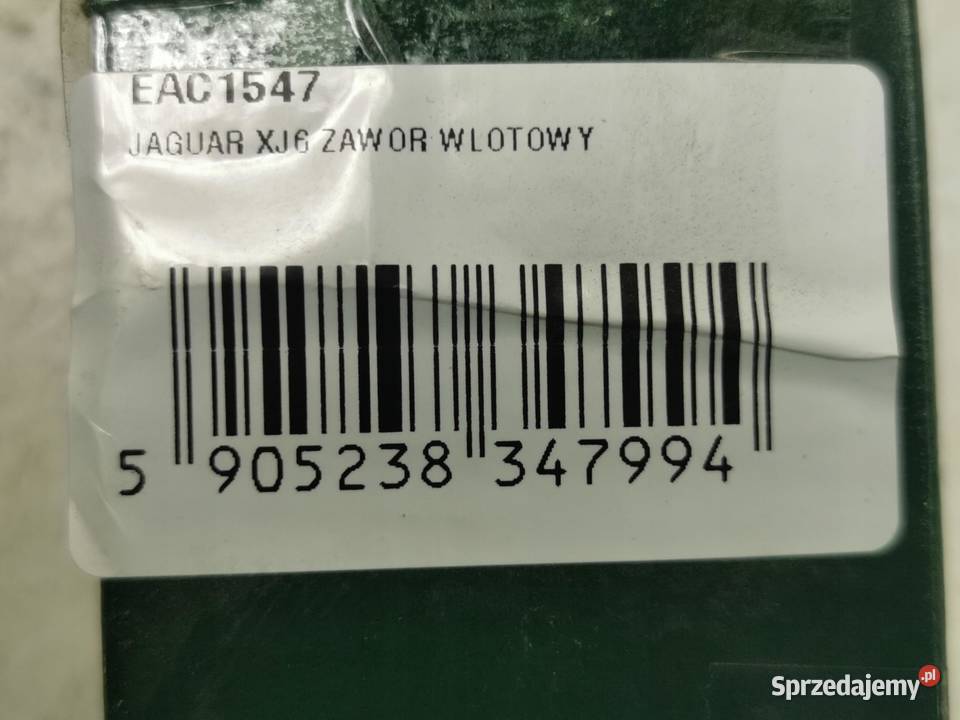 EAC1547
JAGUAR XJ6 ZAWOR WLOTOWY
5 905238 347994
Sprzedajemy.pl